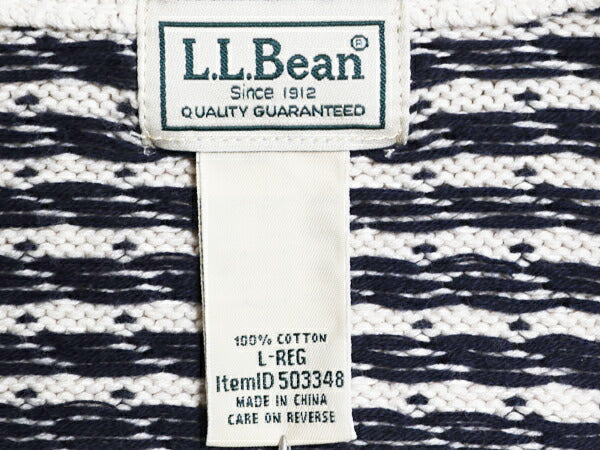 L.L.Bean®
Since 1912
QUALITY GUARANTEED
100% COTTON
L-REG
ItemID 503348
MADE IN CHINA
CARE ON REVERSE